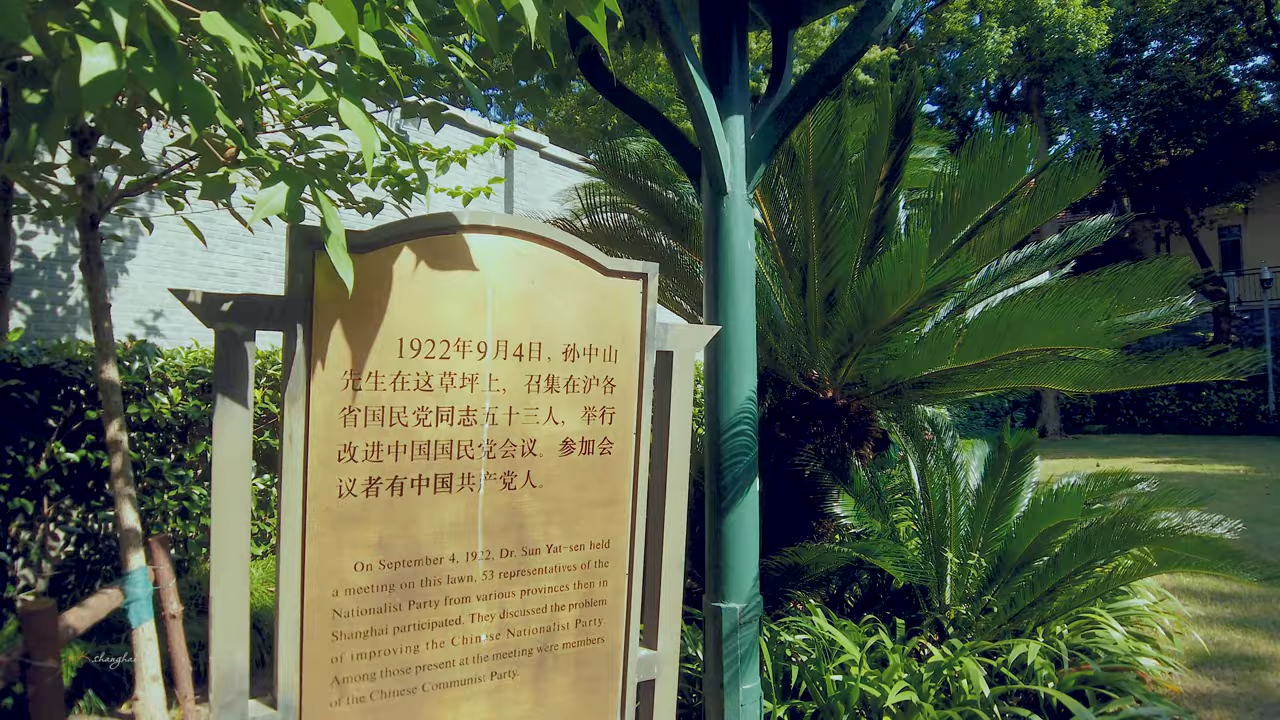 1922年9月4日，孙中山
先生在这草坪上，召集在沪各
省国民党同志五十三人，举行
改进中国国民党会议。参加会
议者有中国共产党人。
On September 4, 1922, Dr. Sun Yat-sen held
a meeting on this lawn, 53 representatives of the
Nationalist Party from various provinces then in
Shanghai participated. They discussed the problem
of improving the Chinese Nationalist Party.
Among those present at the meeting were members
of the Chinese Communist Party.
shanghai